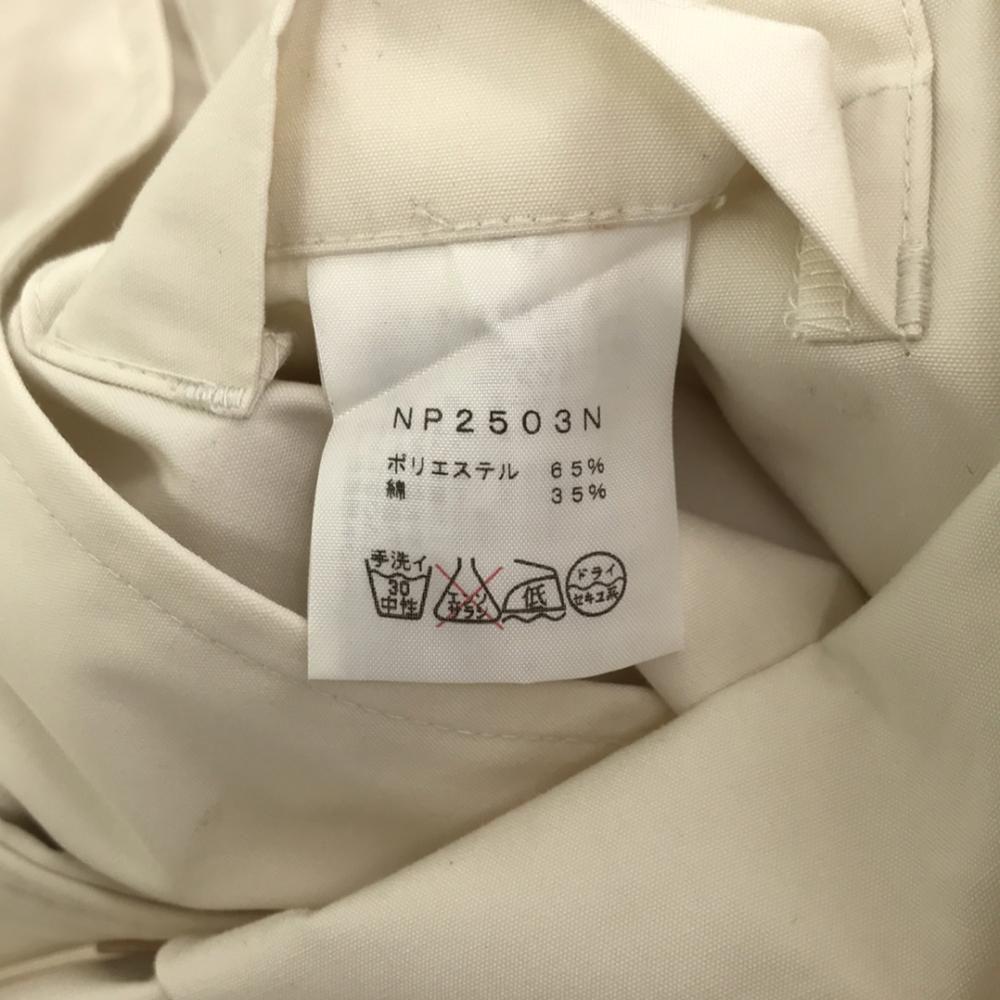 NP2503N
ポリエステル 65%
綿 35%
手洗イ
30
中性
エンソ
サラシ
低
ドライ
セキユ系